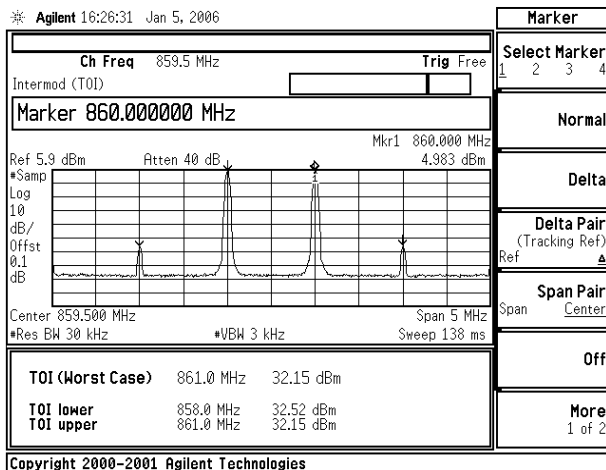 Agilent 16:26:31 Jan 5, 2006
Marker
Ch Freq 859.5 MHz Trig Free
Intermod (TOI)
Marker 860.000000 MHz
Mkr1 860.000 MHz
Ref 5.9 dBm Atten 40 dB 4.983 dBm
#Samp
Log
10
dB/
Offst
0.1
dB
1
Center 859.500 MHz Span 5 MHz
#Res BW 30 kHz #VBW 3 kHz Sweep 138 ms
TOI (Worst Case) 861.0 MHz 32.15 dBm
TOI lower 858.0 MHz 32.52 dBm
TOI upper 861.0 MHz 32.15 dBm
Select Marker
1 2 3 4
Normal
Delta
Delta Pair
(Tracking Ref)
Ref Δ
Span Pair
Span Center
Off
More
1 of 2
Copyright 2000-2001 Agilent Technologies